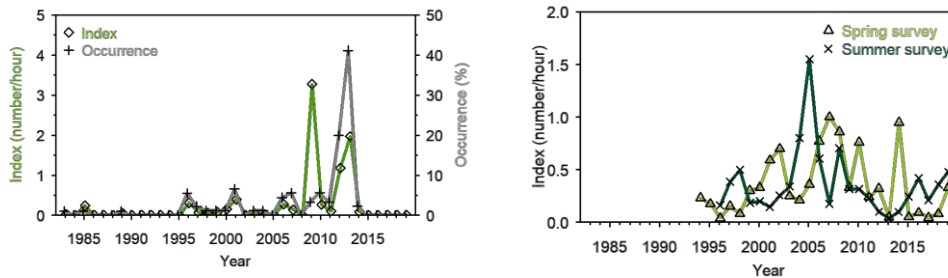 5
4
3
2
1
0
Index (number/hour)
Index
Occurrence
50
40
30
20
10
0
Occurrence (%)
1985 1990 1995 2000 2005 2010 2015
Year
2.0
1.5
1.0
0.5
0.0
Index (number/hour)
Spring survey
Summer survey
1985 1990 1995 2000 2005 2010 2015
Year